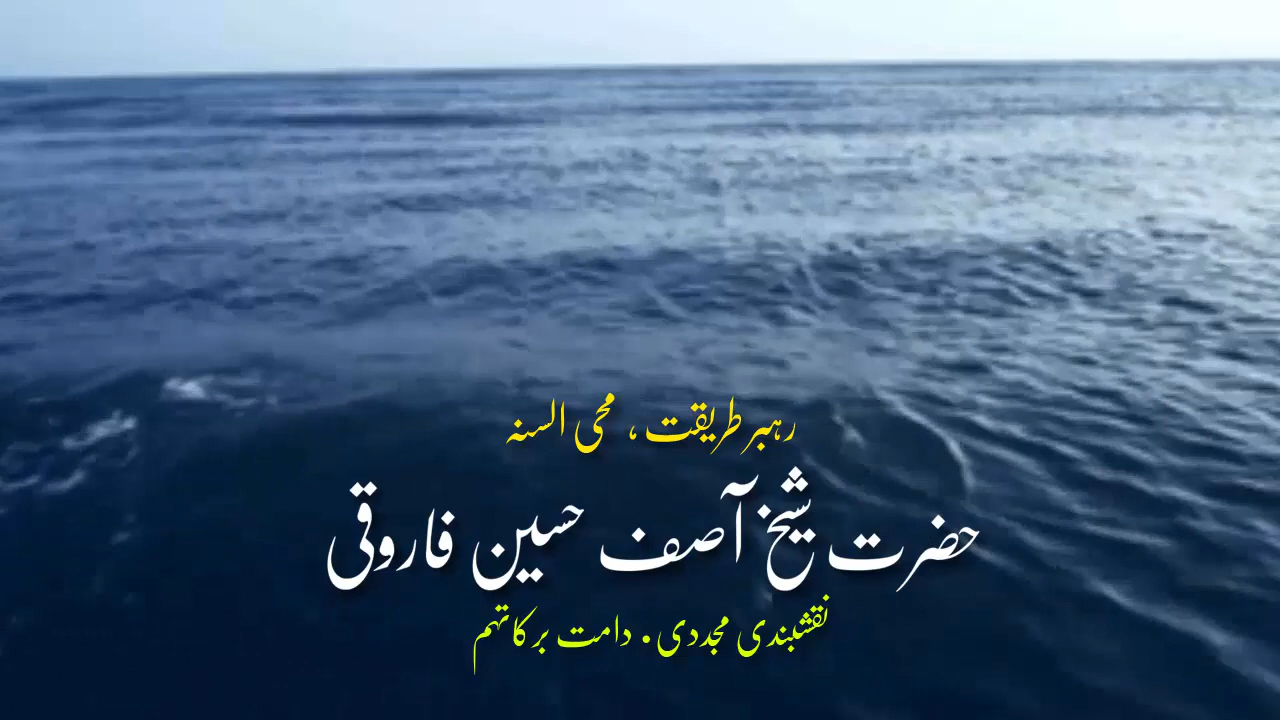 رہبر طریقت ، محی السنہ
حضرت شیخ آصف حسین فاروقی
نقشبندی مجددی . دامت برکاتہم